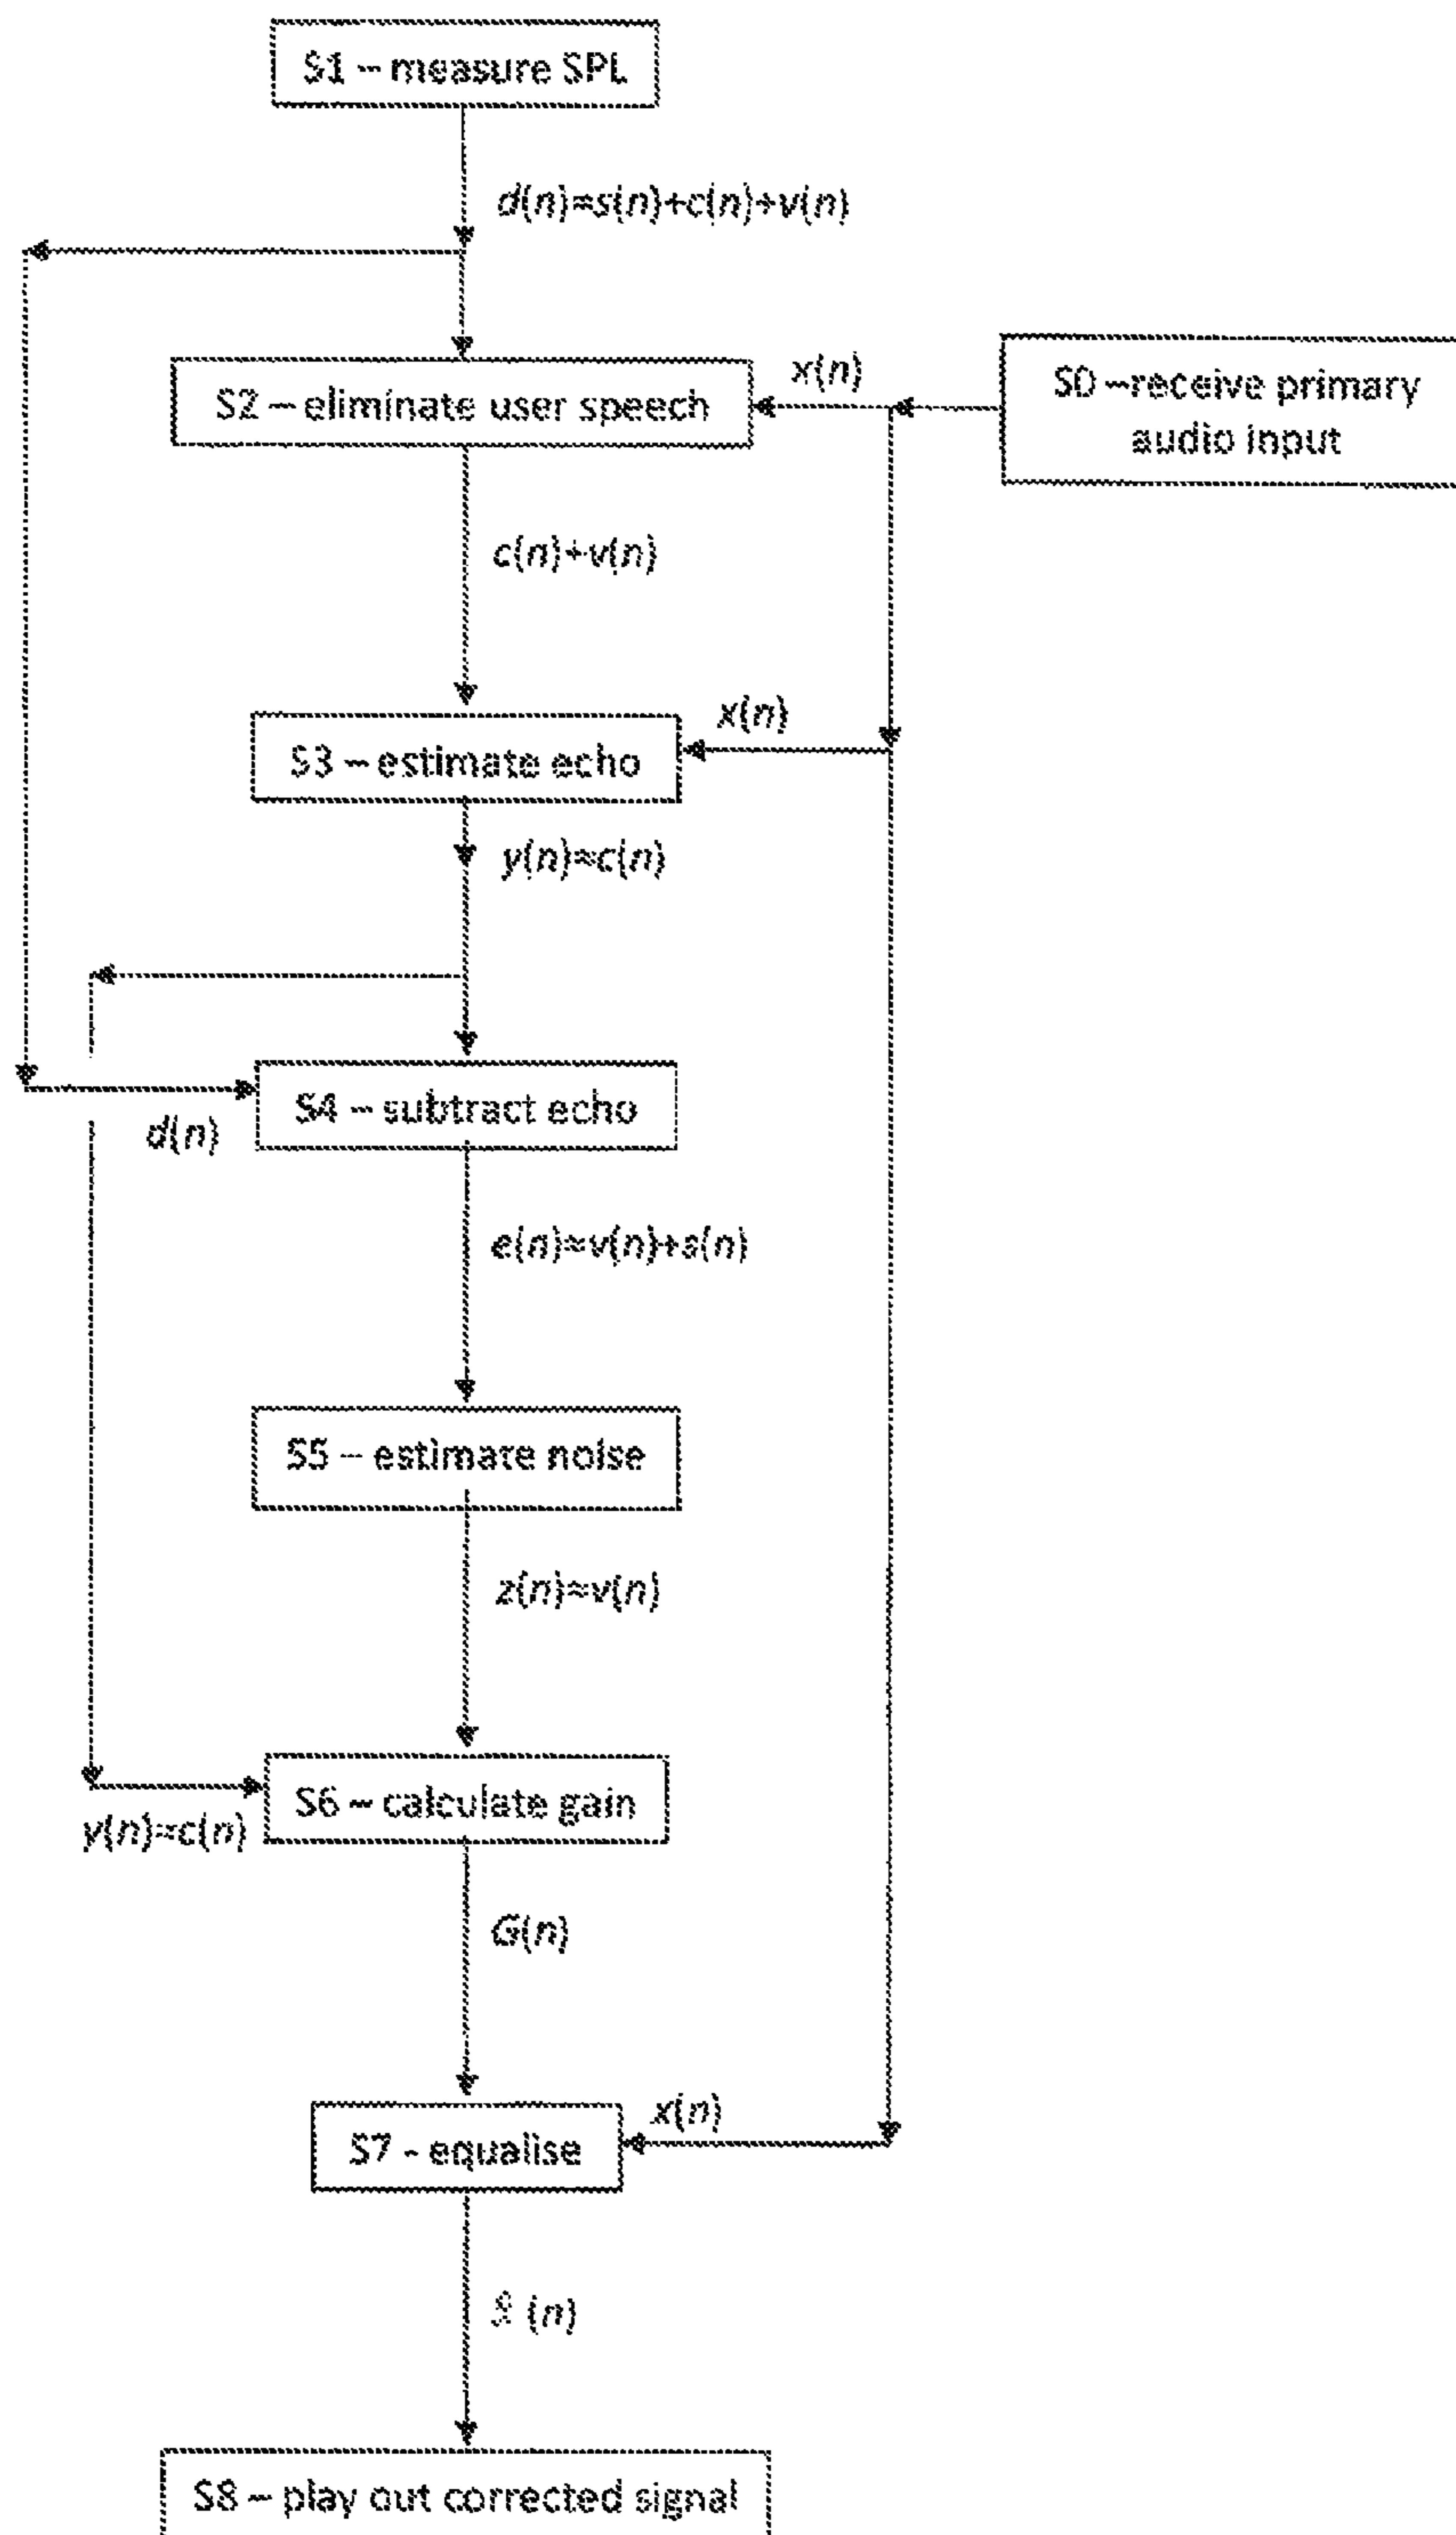 S1 – measure SPL
d(n)=s(n)+c(n)+v(n)
S2 – eliminate user speech
x(n)
S0 –receive primary
audio input
c(n)+v(n)
x(n)
S3 – estimate echo
y(n)≈c(n)
S4 – subtract echo
d(n)
e(n)≈v(n)+s(n)
S5 – estimate noise
z(n)≈v(n)
S6 – calculate gain
y(n)≈c(n)
G(n)
x(n)
S7 - equalise
(n)
S8 – play out corrected signal